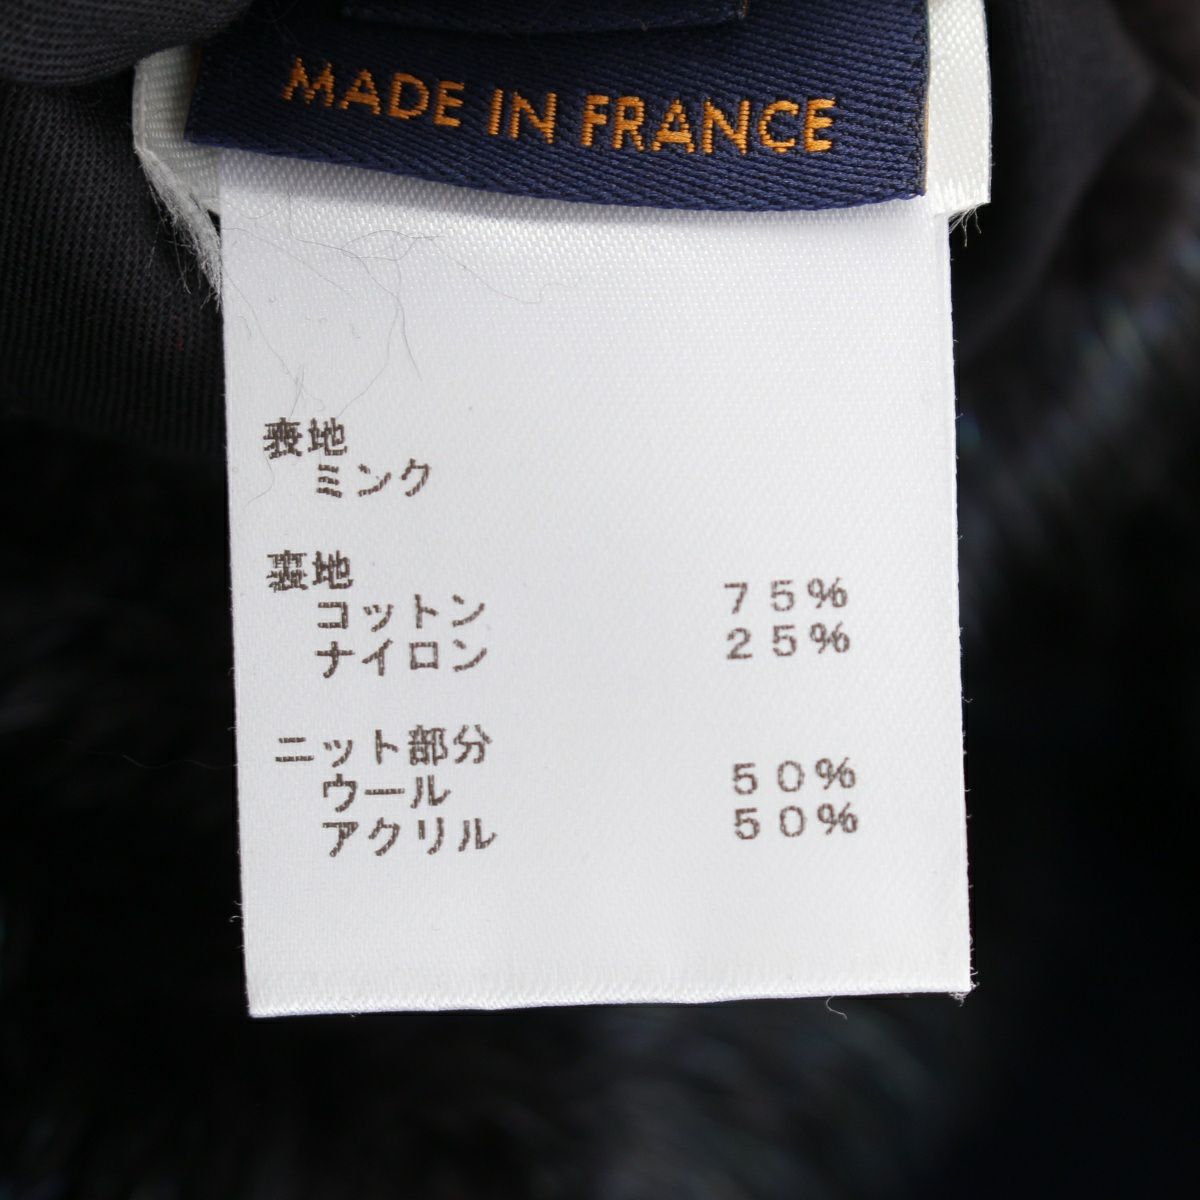 MADE IN FRANCE
表地
ミンク
裏地
コットン 75%
ナイロン 25%
ニット部分
ウール 50%
アクリル 50%